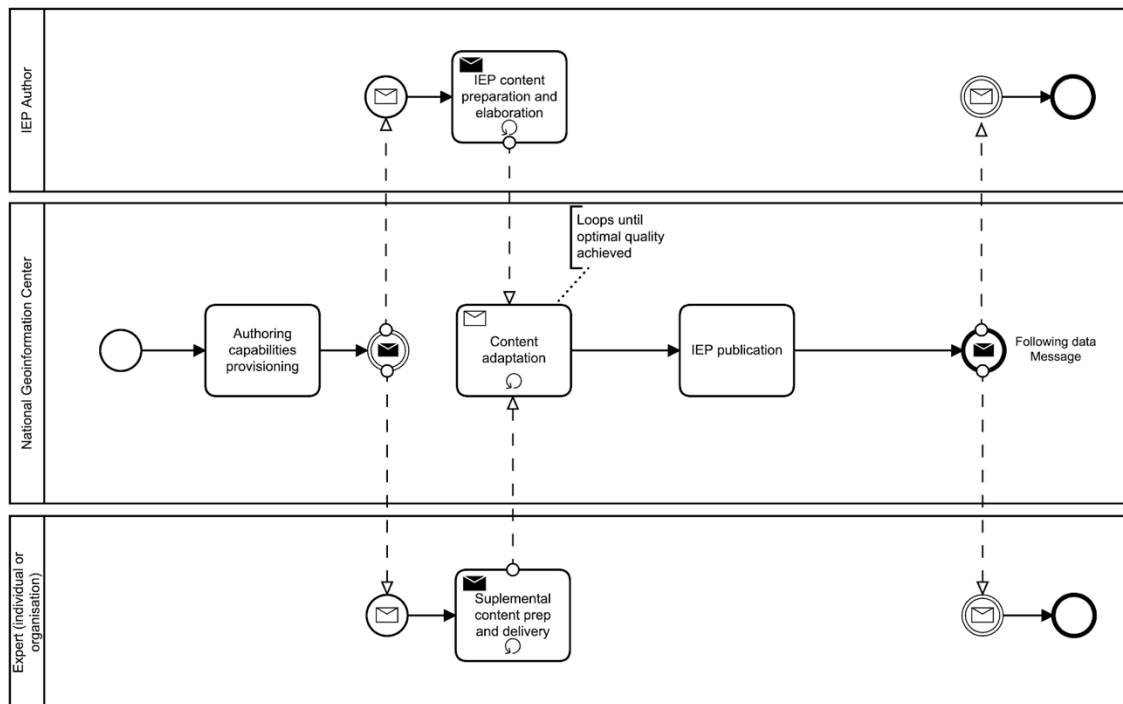 IEP Author
IEP content
preparation and
elaboration
National Geoinformation Center
Loops until
optimal quality
achieved
Authoring
capabilities
provisioning
Content
adaptation
IEP publication
Following data
Message
Expert (individual or
organisation)
Suplemental
content prep
and delivery